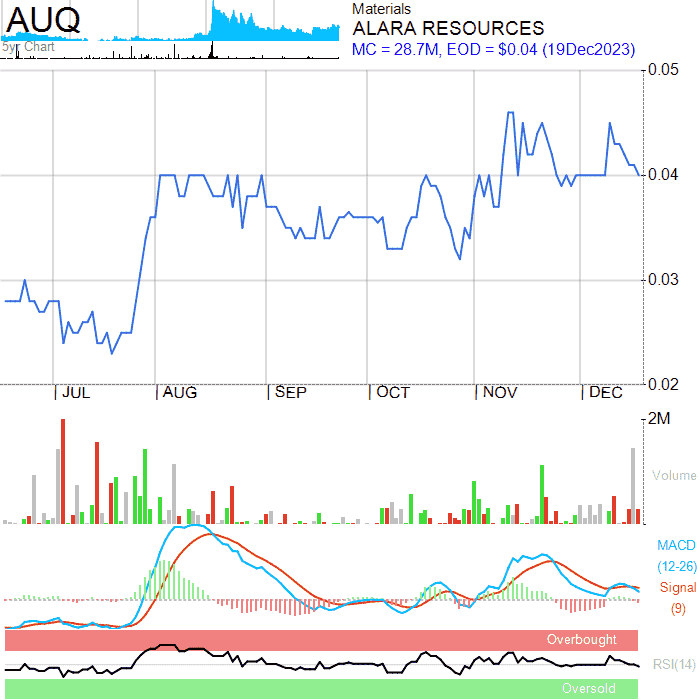 AUQ
5yr Chart
Materials
ALARA RESOURCES
MC = 28.7M, EOD = $0.04 (19Dec2023)
0.05
0.04
0.03
0.02
JUL AUG SEP OCT NOV DEC
2M
Volume
MACD
(12-26)
Signal
(9)
Overbought
RSI(14)
Oversold